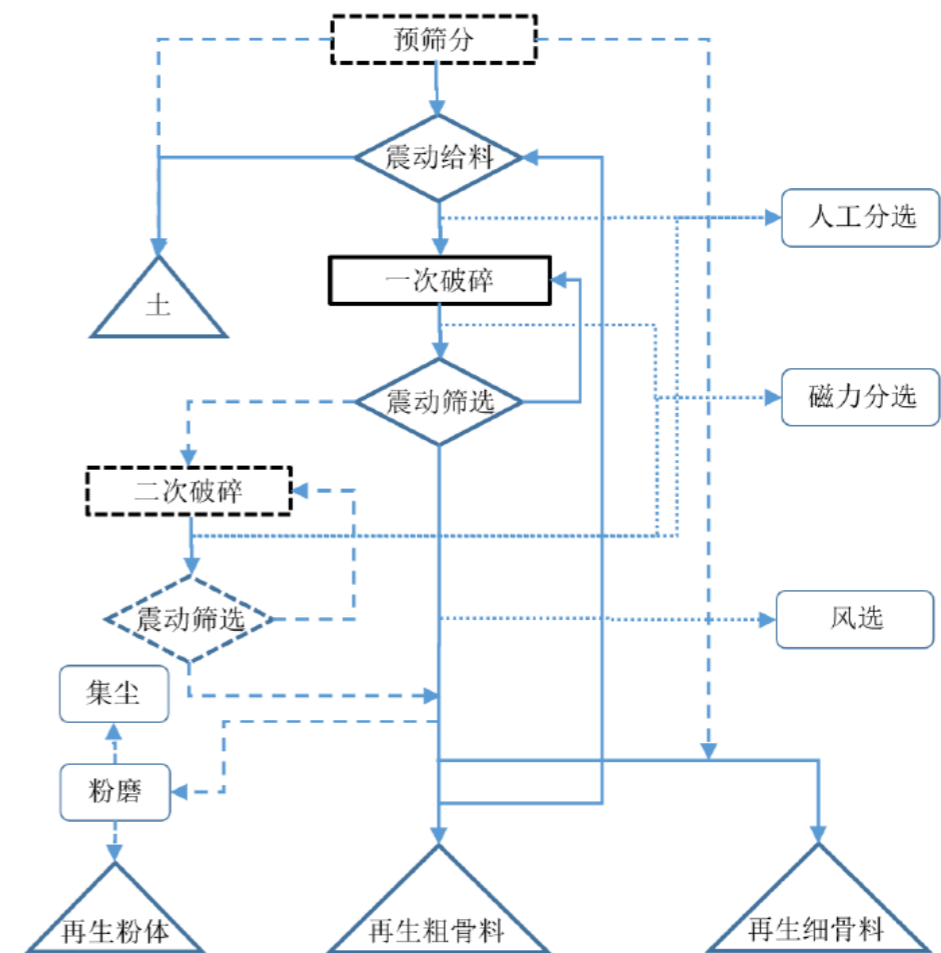 预筛分
震动给料
人工分选
一次破碎
土
磁力分选
震动筛选
二次破碎
震动筛选
风选
集尘
粉磨
再生粉体
再生粗骨料
再生细骨料